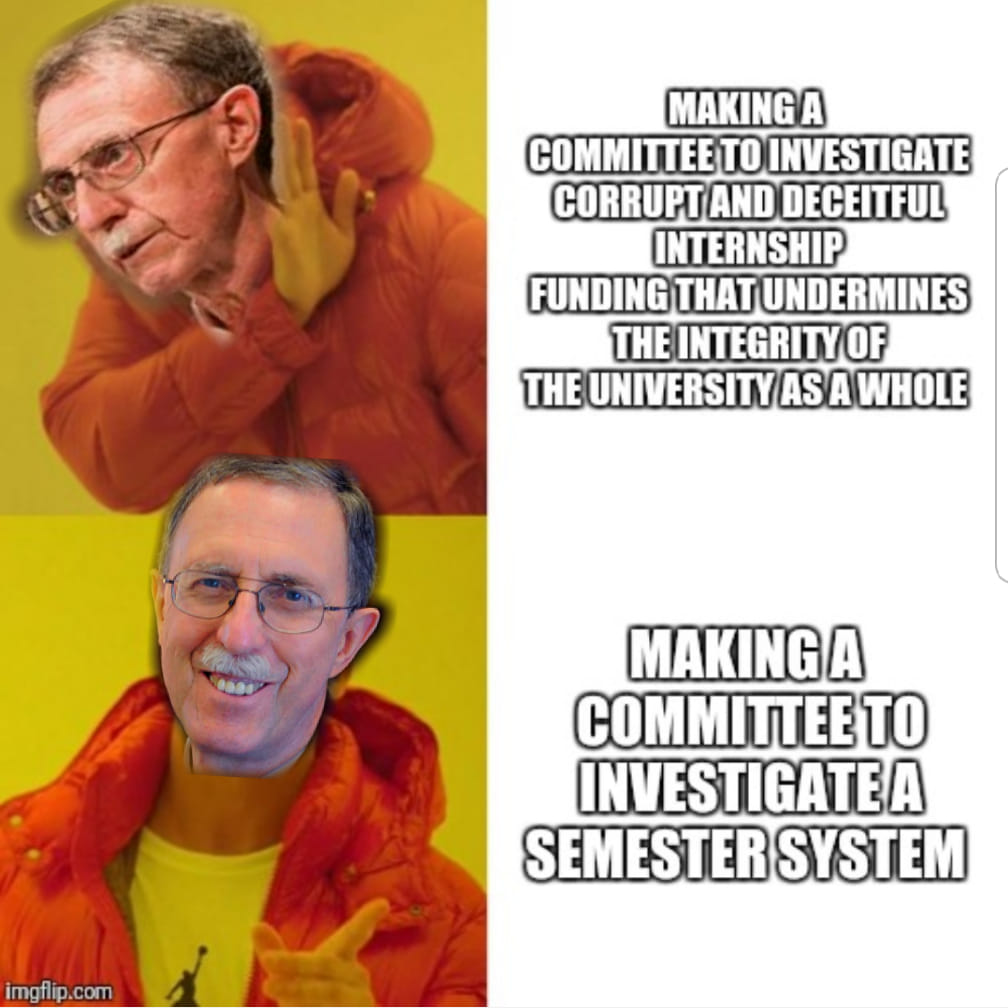 MAKING A
COMMITTEE TO INVESTIGATE
CORRUPT AND DECEITFUL
INTERNSHIP
FUNDING THAT UNDERMINES
THE INTEGRITY OF
THE UNIVERSITY AS A WHOLE
MAKING A
COMMITTEE TO
INVESTIGATE A
SEMESTER SYSTEM
imgflip.com